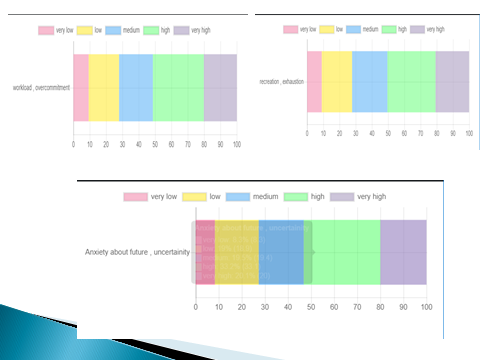 very low low medium high very high
workload , overcommitment
0 10 20 30 40 50 60 70 80 90 100
very low low medium high very high
recreation , exhaustion
0 10 20 30 40 50 60 70 80 90 100
very low low medium high very high
Anxiety about future , uncertainity
0 10 20 30 40 50 60 70 80 90 100